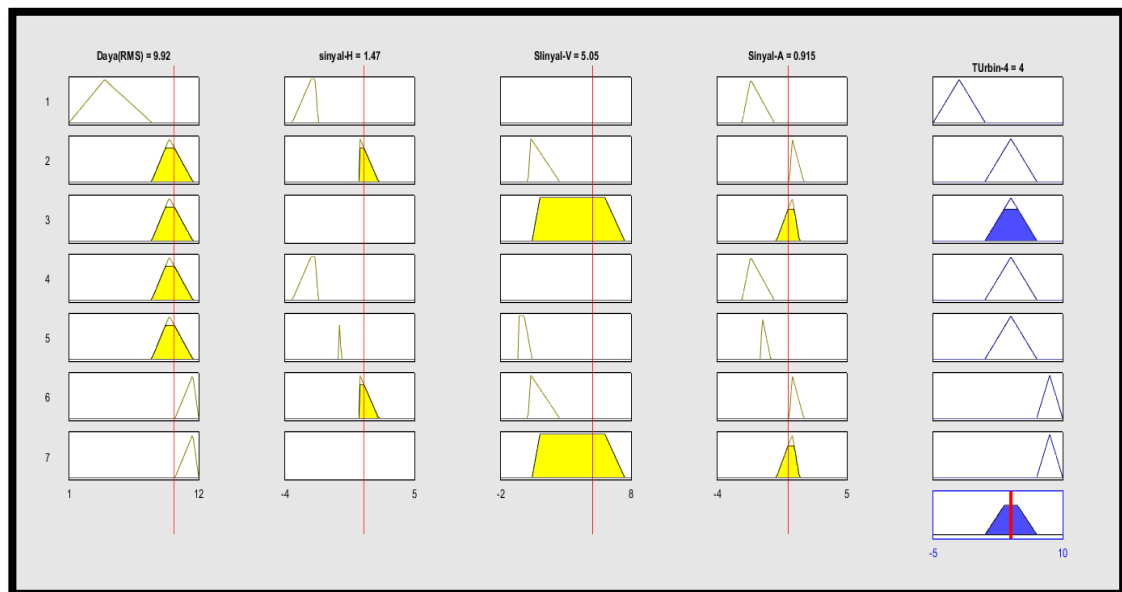 Daya(RMS) = 9.92
sinyal-H = 1.47
Slinyal-V = 5.05
Sinyal-A = 0.915
TUrbin-4 = 4
1
2
3
4
5
6
7
1 12
-4 5
-2 8
-4 5
-5 10